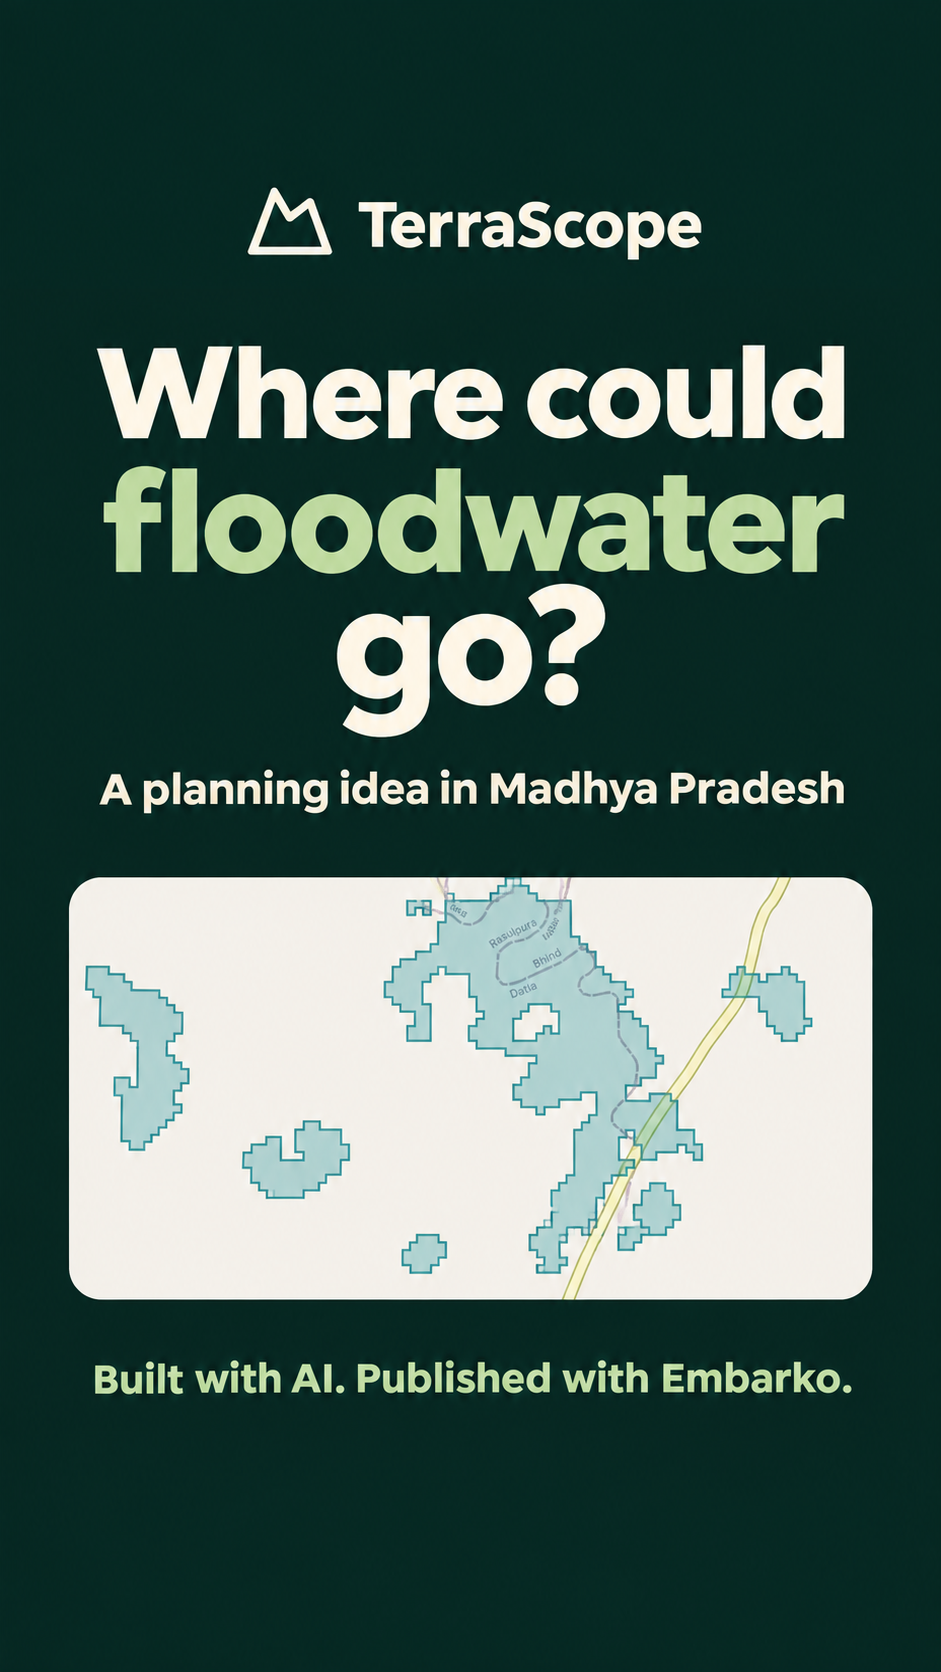 TerraScope
Where could
floodwater
go?
A planning idea in Madhya Pradesh
Rasulpura
Bhind
Datia
Built with AI. Published with Embarko.